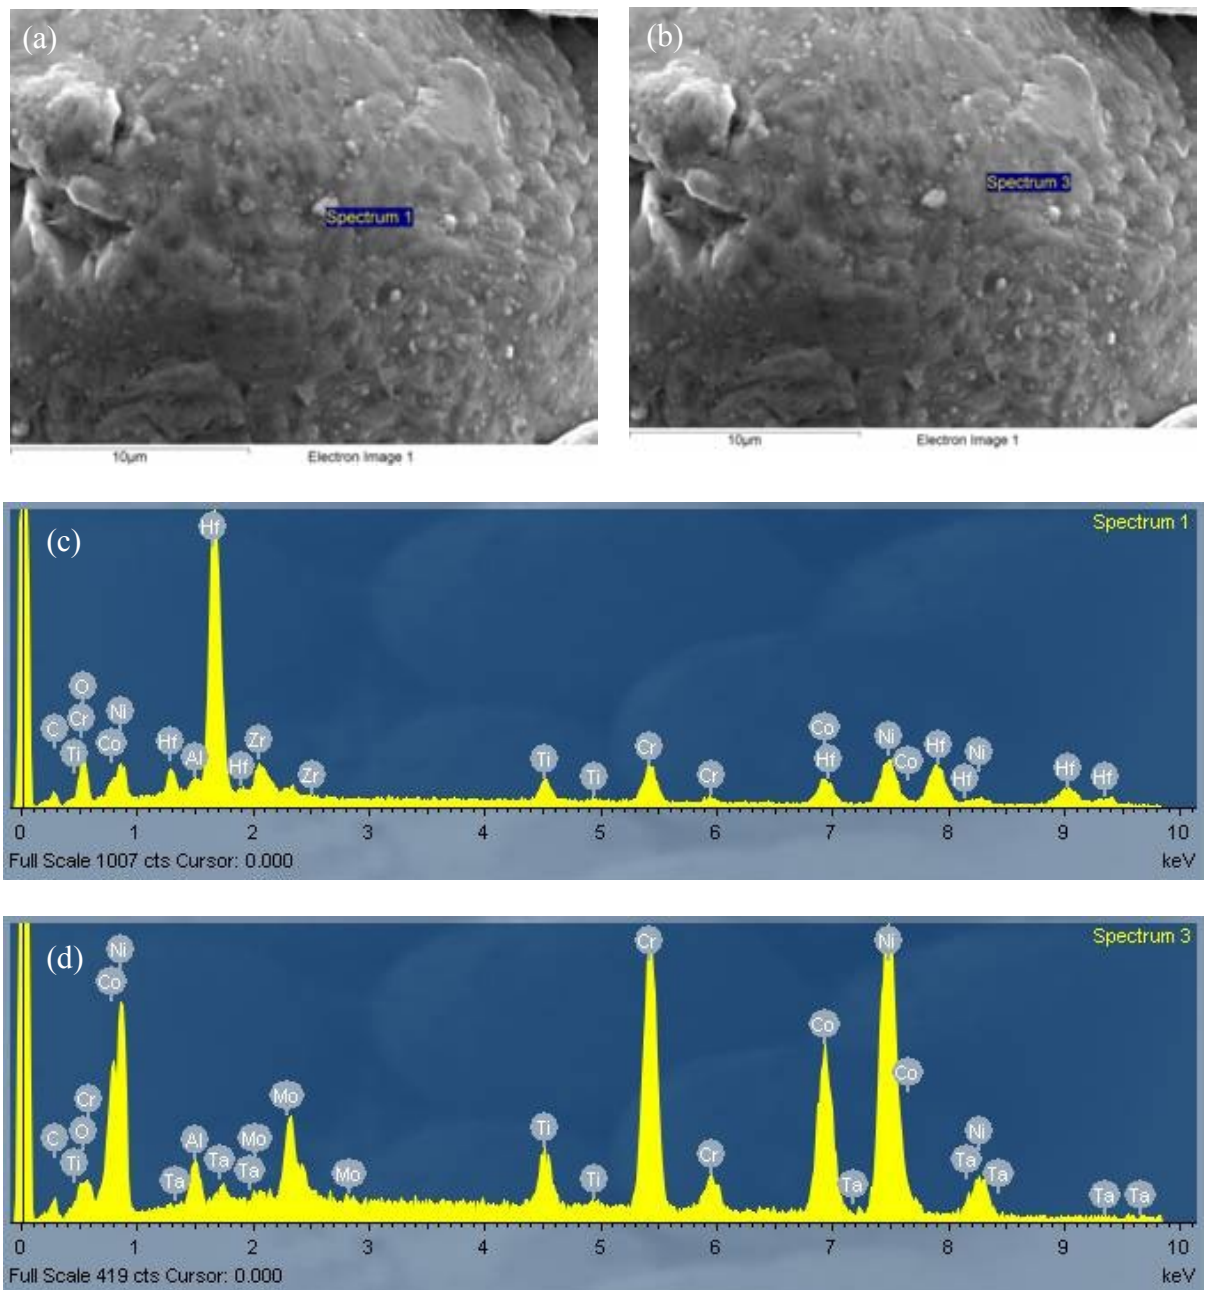 (a)
(b)
Spectrum 1
Spectrum 3
10µm
Electron Image 1
10µm
Electron Image 1
(c)
Spectrum 1
Hf
O
Cr
Ni
C
Ti
Co
Hf
Al
Hf
Zr
Zr
Ti
Ti
Cr
Cr
Co
Hf
Ni
Co
Hf
Hf
Ni
Hf
Hf
0 1 2 3 4 5 6 7 8 9 10
Full Scale 1007 cts Cursor: 0.000
keV
(d)
Spectrum 3
Ni
Co
Cr
C
O
Ti
Ta
Al
Ta
Mo
Ta
Mo
Mo
Ti
Ti
Cr
Cr
Co
Ta
Ni
Co
Ni
Ta
Ta
Ta
Ta
0 1 2 3 4 5 6 7 8 9 10
Full Scale 419 cts Cursor: 0.000
keV